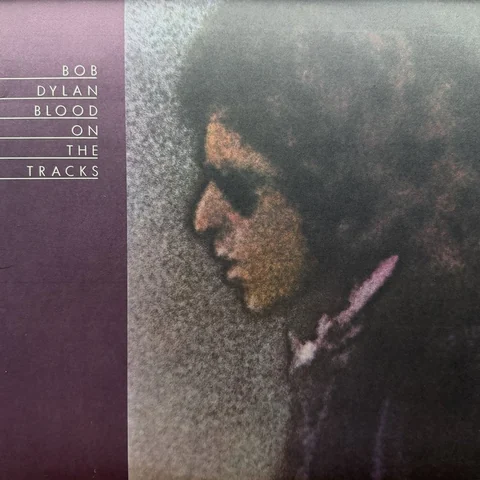 BOB
DYLAN
BLOOD
ON
THE
TRACKS